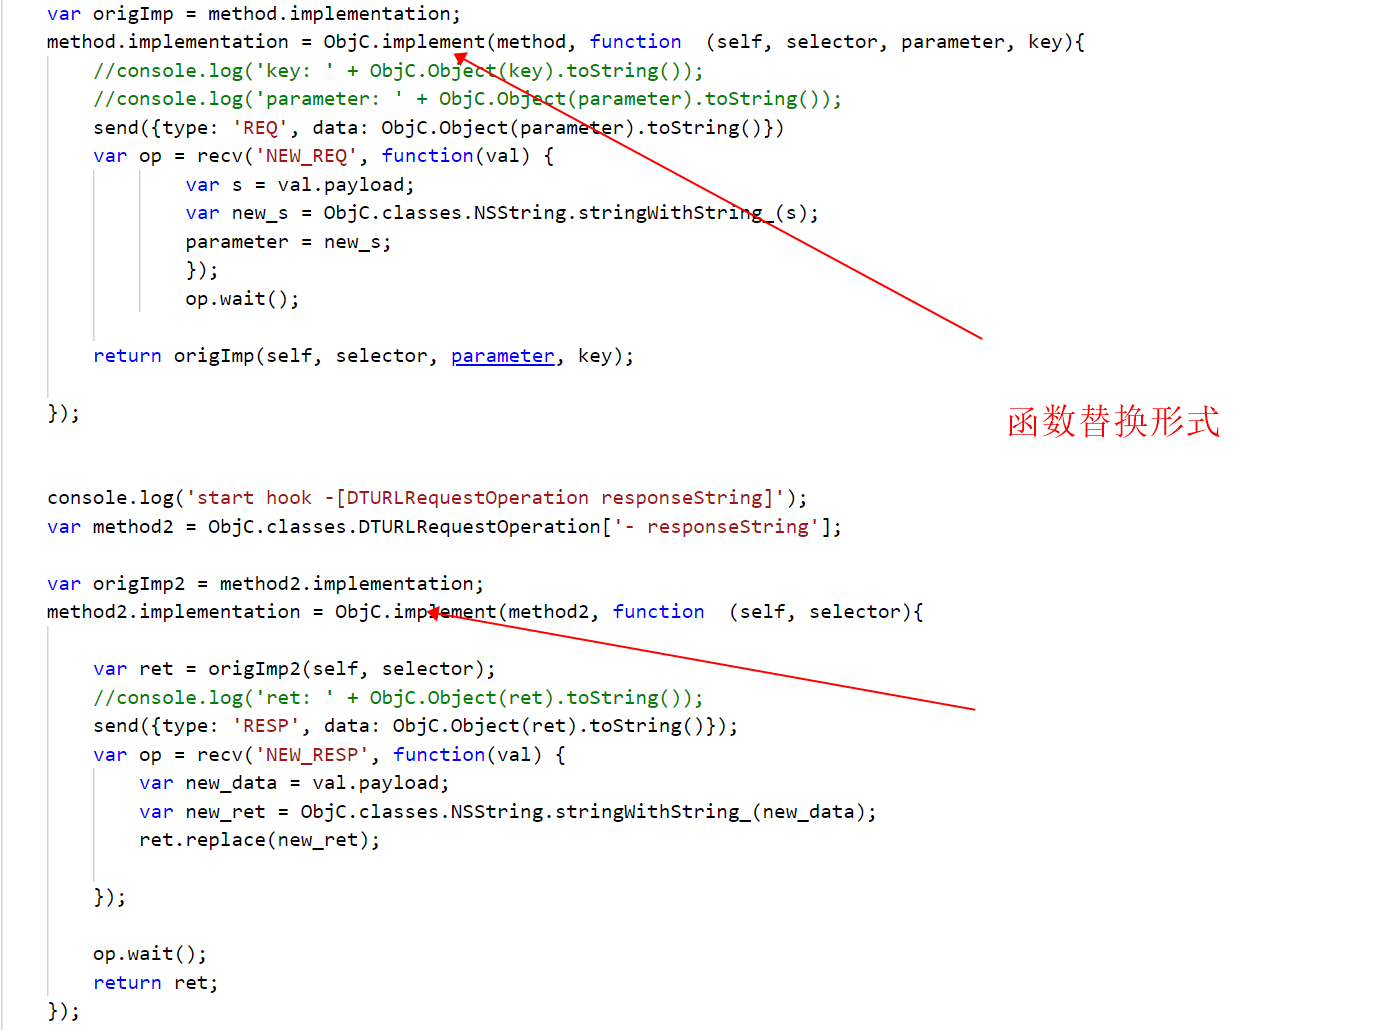 var origImp = method.implementation;
method.implementation = ObjC.implement(method, function  (self, selector, parameter, key){
//console.log('key: ' + ObjC.Object(key).toString());
//console.log('parameter: ' + ObjC.Object(parameter).toString());
send({type: 'REQ', data: ObjC.Object(parameter).toString()})
var op = recv('NEW_REQ', function(val) {
var s = val.payload;
var new_s = ObjC.classes.NSString.stringWithString_(s);
parameter = new_s;
});
op.wait();
return origImp(self, selector, parameter, key);
});
函数替换形式
console.log('start hook -[DTURLRequestOperation responseString]');
var method2 = ObjC.classes.DTURLRequestOperation['- responseString'];
var origImp2 = method2.implementation;
method2.implementation = ObjC.implement(method2, function  (self, selector){
var ret = origImp2(self, selector);
//console.log('ret: ' + ObjC.Object(ret).toString());
send({type: 'RESP', data: ObjC.Object(ret).toString()});
var op = recv('NEW_RESP', function(val) {
var new_data = val.payload;
var new_ret = ObjC.classes.NSString.stringWithString_(new_data);
ret.replace(new_ret);
});
op.wait();
return ret;
});